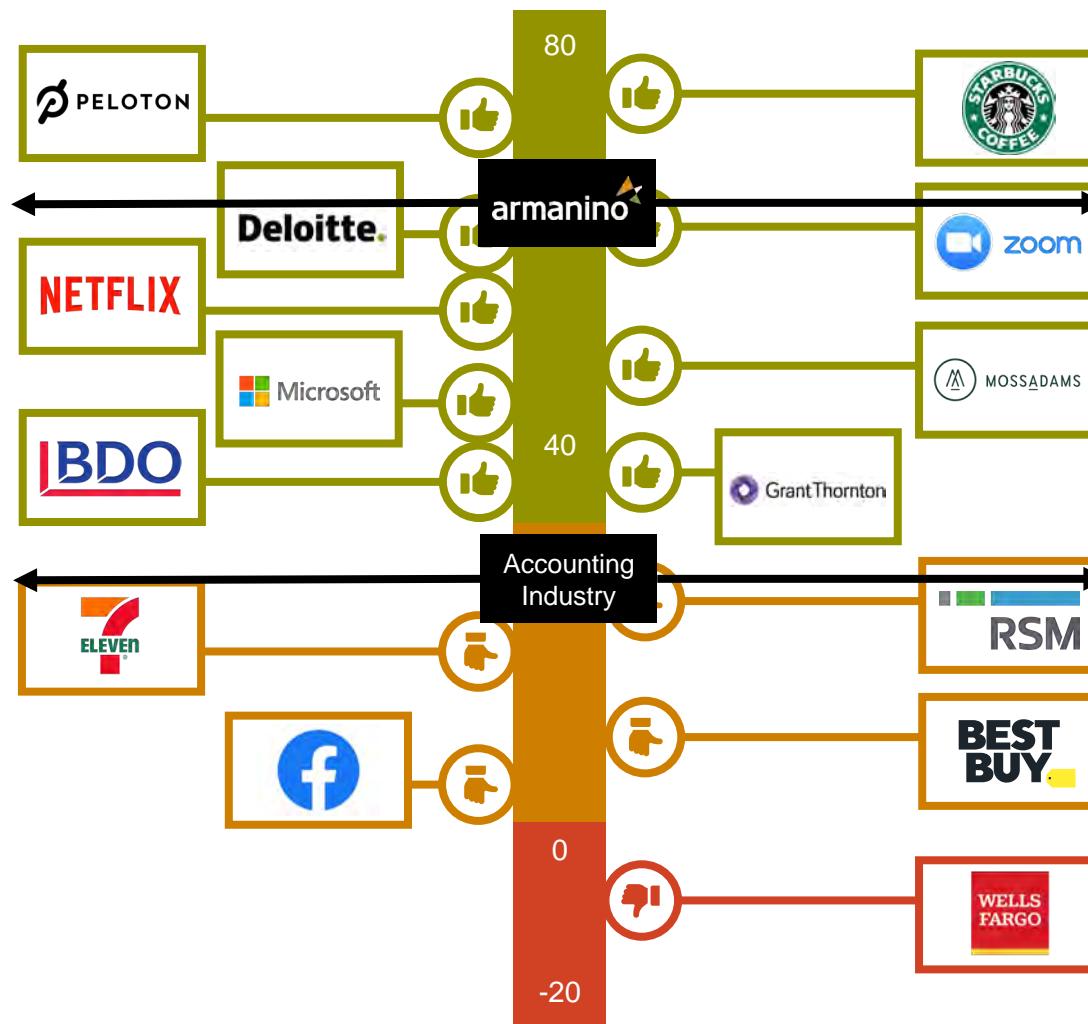 80
PELOTON
STARBUCKS
COFFEE
armanino
Deloitte.
zoom
NETFLIX
Microsoft
MOSSADAMS
BDO
40
GrantThornton
Accounting
Industry
7
ELEVEn
RSM
BEST
BUY
f
0
WELLS
FARGO
-20